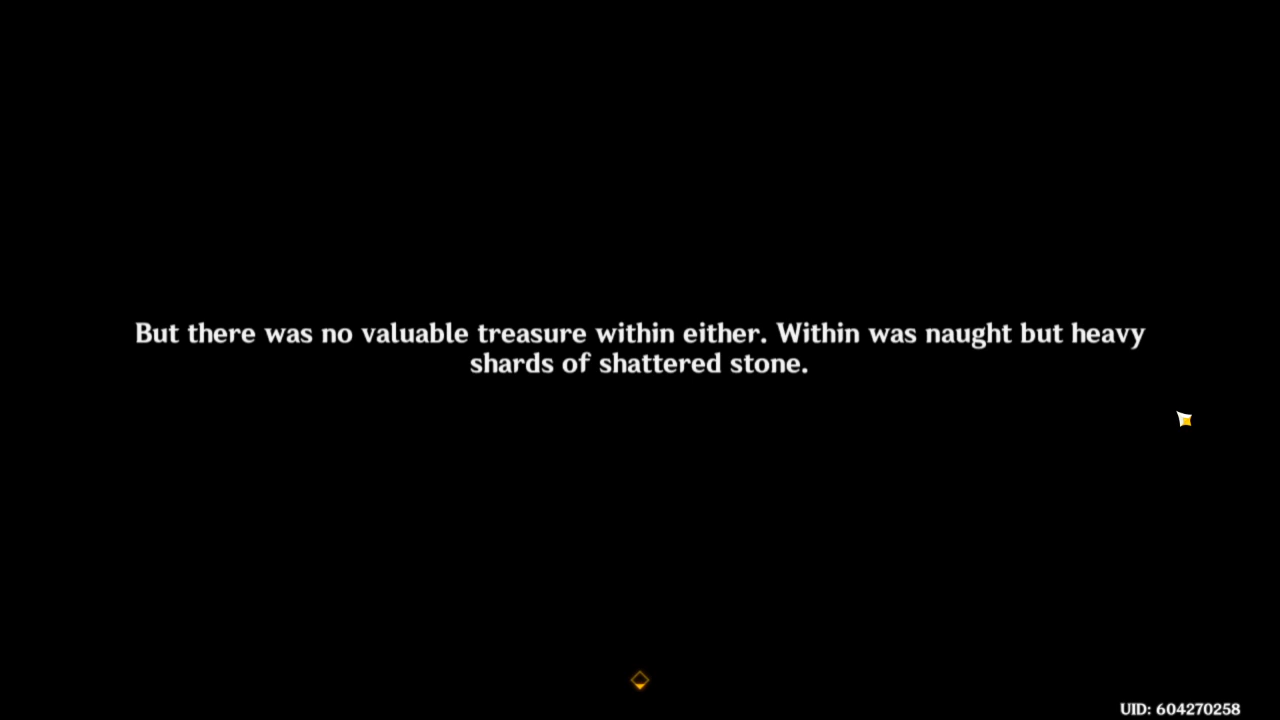 But there was no valuable treasure within either. Within was naught but heavy
shards of shattered stone.
UID: 604270258